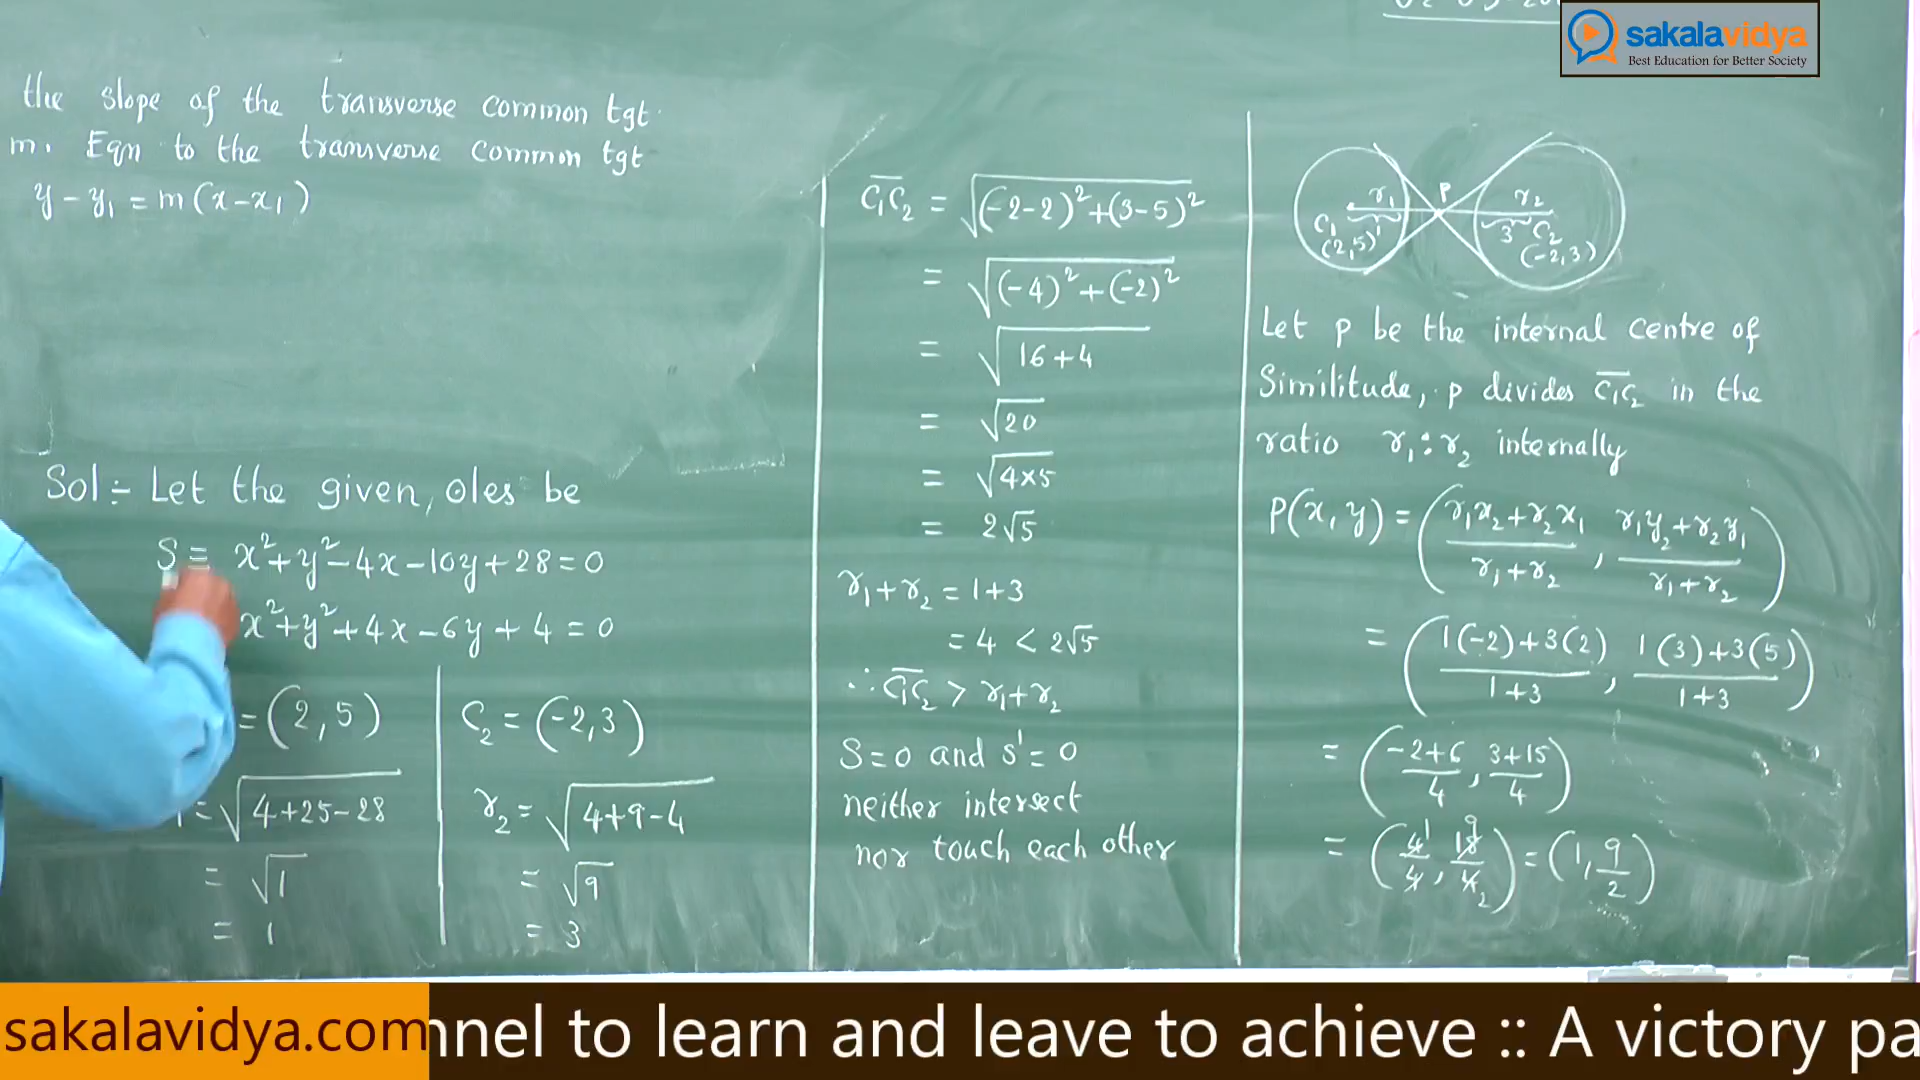 sakalavidya
Best Education for Better Society
the slope of the transverse common tgt.
m. Eqn to the transverse common tgt
y - y₁ = m(x-x₁)
Sol:- Let the given, ⊙les be
S ≡ x²+y²-4x-10y+28=0
x²+y²+4x-6y+4=0
=(2,5)
=√(4+25-28)
= √1
= 1
C₂ = (-2,3)
r₂ = √(4+9-4)
= √9
= 3
C̅₁C̅₂ = √((-2-2)²+(3-5)²)
= √((-4)²+(-2)²)
= √(16+4)
= √20
= √(4×5)
= 2√5
r₁+r₂ = 1+3
= 4 < 2√5
∴ C̅₁C̅₂ > r₁+r₂
S=0 and s'=0
neither intersect
nor touch each other
r₁ P r₂
C₁ 1 3 C₂
(2,5) (-2,3)
Let p be the internal centre of
Similitude, p divides C̅₁C̅₂ in the
ratio r₁:r₂ internally
P(x,y) = ((r₁x₂+r₂x₁)/(r₁+r₂), (r₁y₂+r₂y₁)/(r₁+r₂))
= ((1(-2)+3(2))/(1+3), (1(3)+3(5))/(1+3))
= ((-2+6)/4, (3+15)/4)
= (4/4, 18/4) = (1, 9/2)
sakalavidya.com
nnel to learn and leave to achieve :: A victory pa